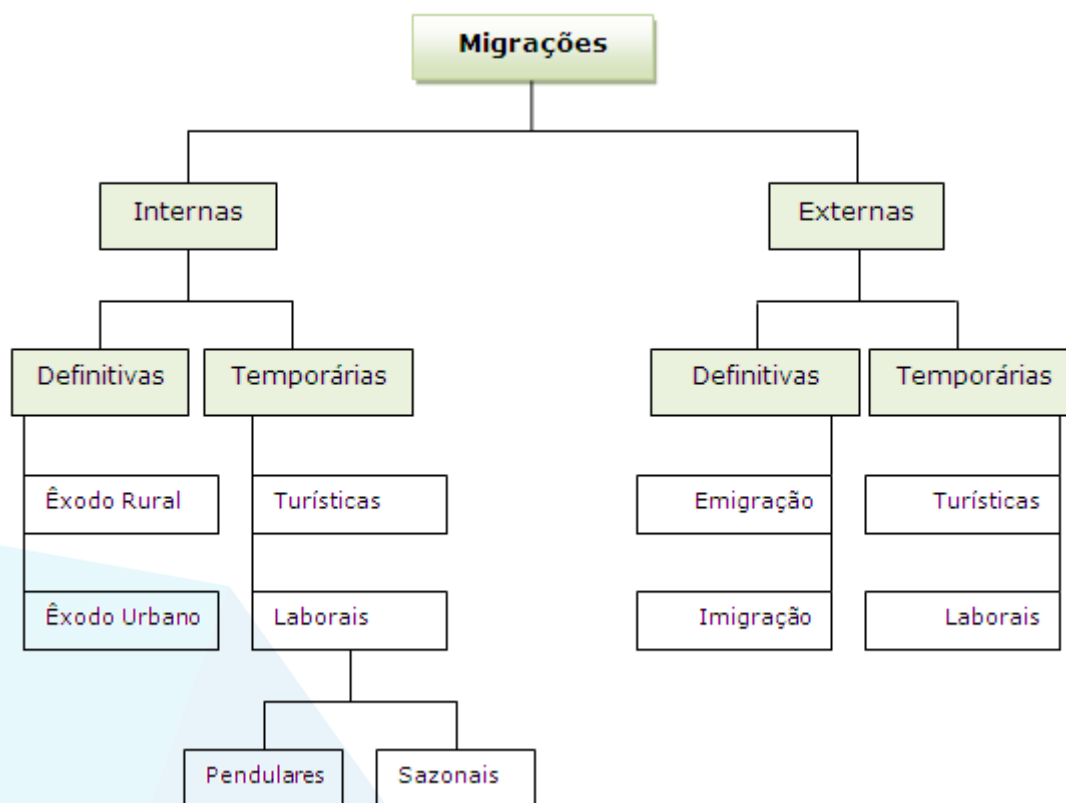 Migrações
Internas
Externas
Definitivas
Temporárias
Definitivas
Temporárias
Êxodo Rural
Turísticas
Emigração
Turísticas
Êxodo Urbano
Laborais
Imigração
Laborais
Pendulares
Sazonais